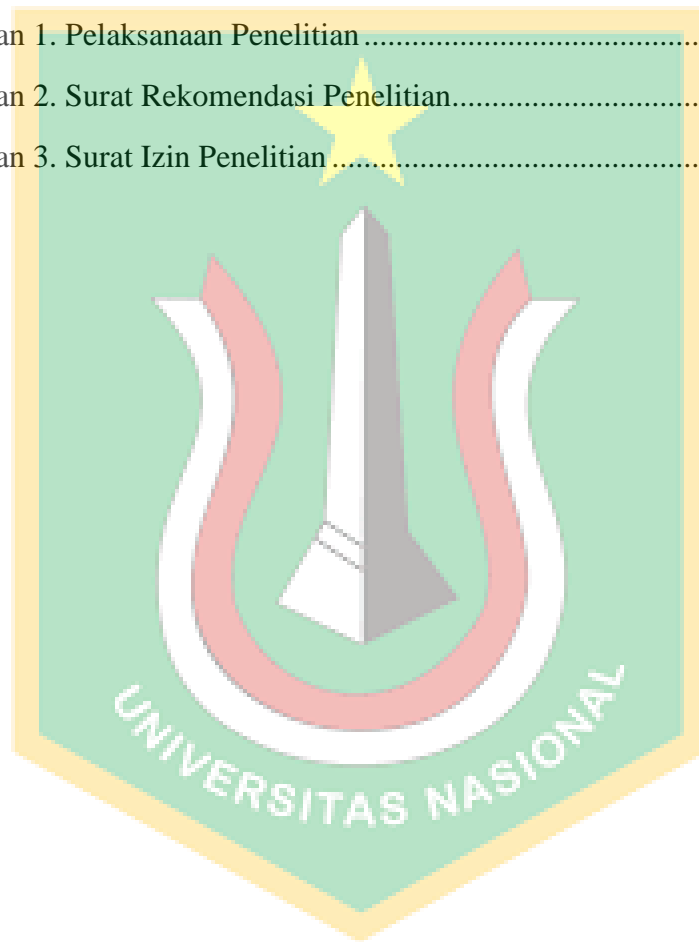 an 1. Pelaksanaan Penelitian ........................................
an 2. Surat Rekomendasi Penelitian.............................
an 3. Surat Izin Penelitian ............................................
UNIVERSITAS NASIONAL